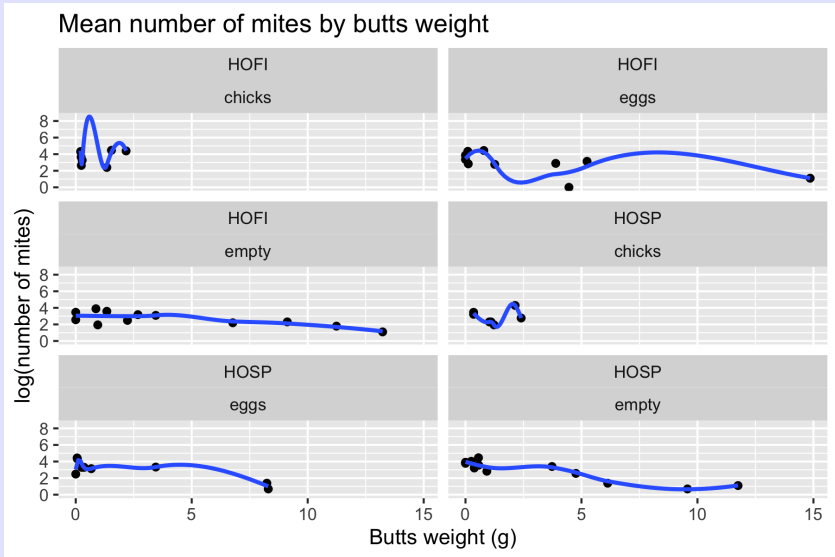 Mean number of mites by butts weight
HOFI
chicks
HOFI
eggs
8
6
4
2
0
HOFI
empty
HOSP
chicks
8
6
4
2
0
HOSP
eggs
HOSP
empty
8
6
4
2
0
0 5 10 15
0 5 10 15
log(number of mites)
Butts weight (g)